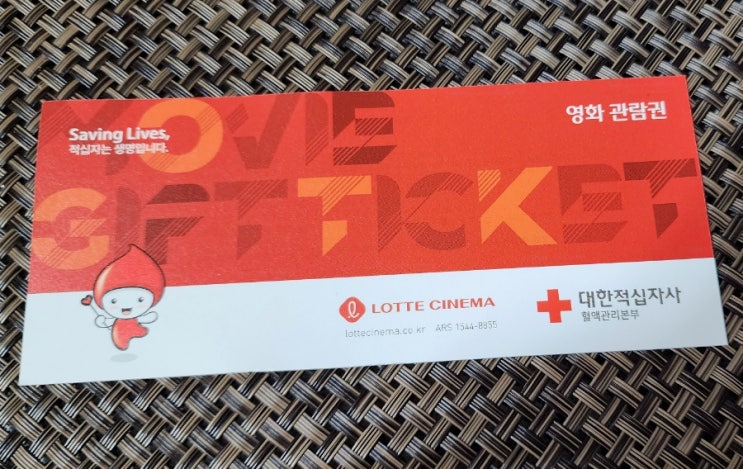 Saving Lives,
적십자는 생명입니다.
영화 관람권
MOVIE
GIFT TICKET
LOTTE CINEMA
lottecinema.co.kr ARS 1544-8855
대한적십자사
혈액관리본부